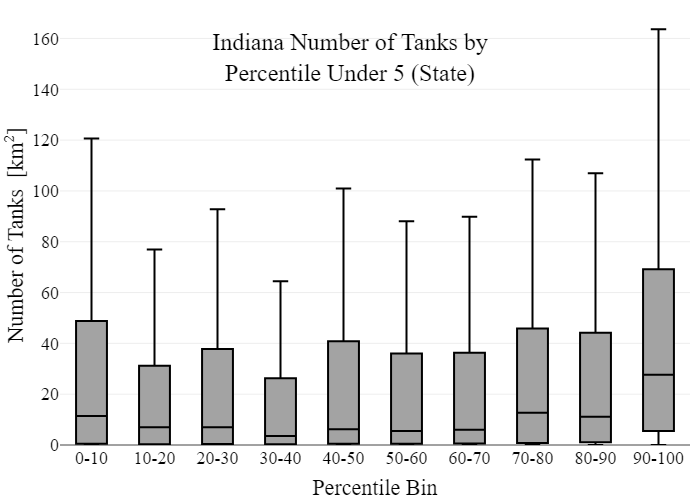 Indiana Number of Tanks by
Percentile Under 5 (State)
Number of Tanks [km²]
160
140
120
100
80
60
40
20
0
0-10 10-20 20-30 30-40 40-50 50-60 60-70 70-80 80-90 90-100
Percentile Bin